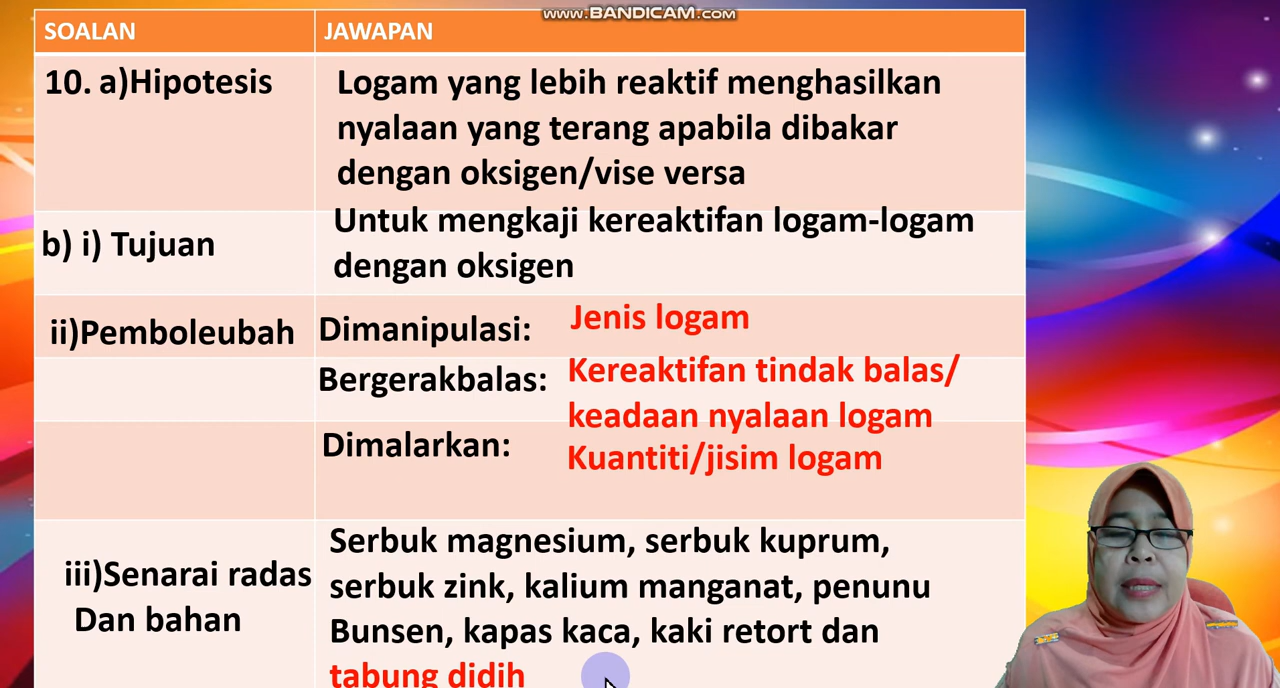 WWW.BANDICAM.COM
SOALAN JAWAPAN
10. a)Hipotesis
Logam yang lebih reaktif menghasilkan
nyalaan yang terang apabila dibakar
dengan oksigen/vise versa
b) i) Tujuan
Untuk mengkaji kereaktifan logam-logam
dengan oksigen
ii)Pemboleubah
Dimanipulasi: Jenis logam
Bergerakbalas: Kereaktifan tindak balas/
keadaan nyalaan logam
Dimalarkan: Kuantiti/jisim logam
iii)Senarai radas
Dan bahan
Serbuk magnesium, serbuk kuprum,
serbuk zink, kalium manganat, penunu
Bunsen, kapas kaca, kaki retort dan
tabung didih